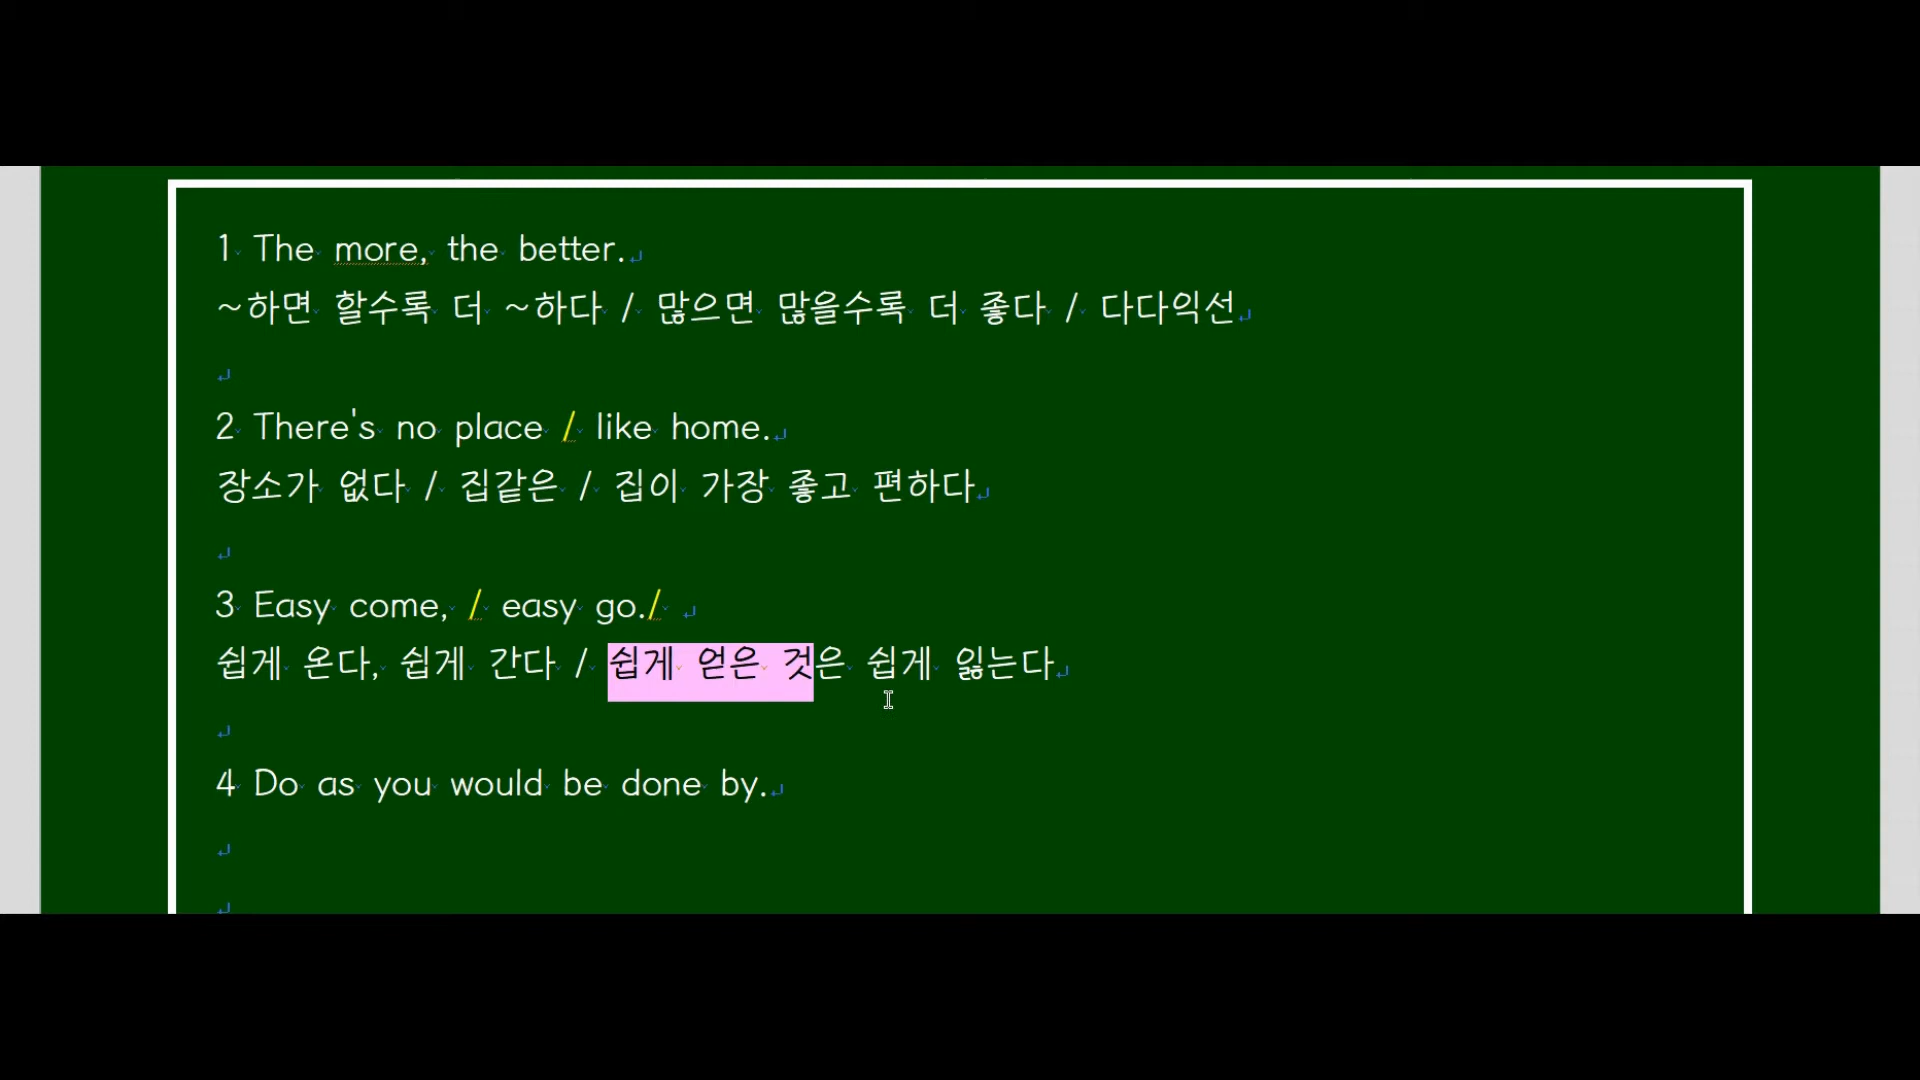 1 The more, the better.
~하면 할수록 더 ~하다 / 많으면 많을수록 더 좋다 / 다다익선
2 There's no place / like home.
장소가 없다 / 집같은 / 집이 가장 좋고 편하다
3 Easy come, / easy go./
쉽게 온다, 쉽게 간다 / 쉽게 얻은 것은 쉽게 잃는다
4 Do as you would be done by.